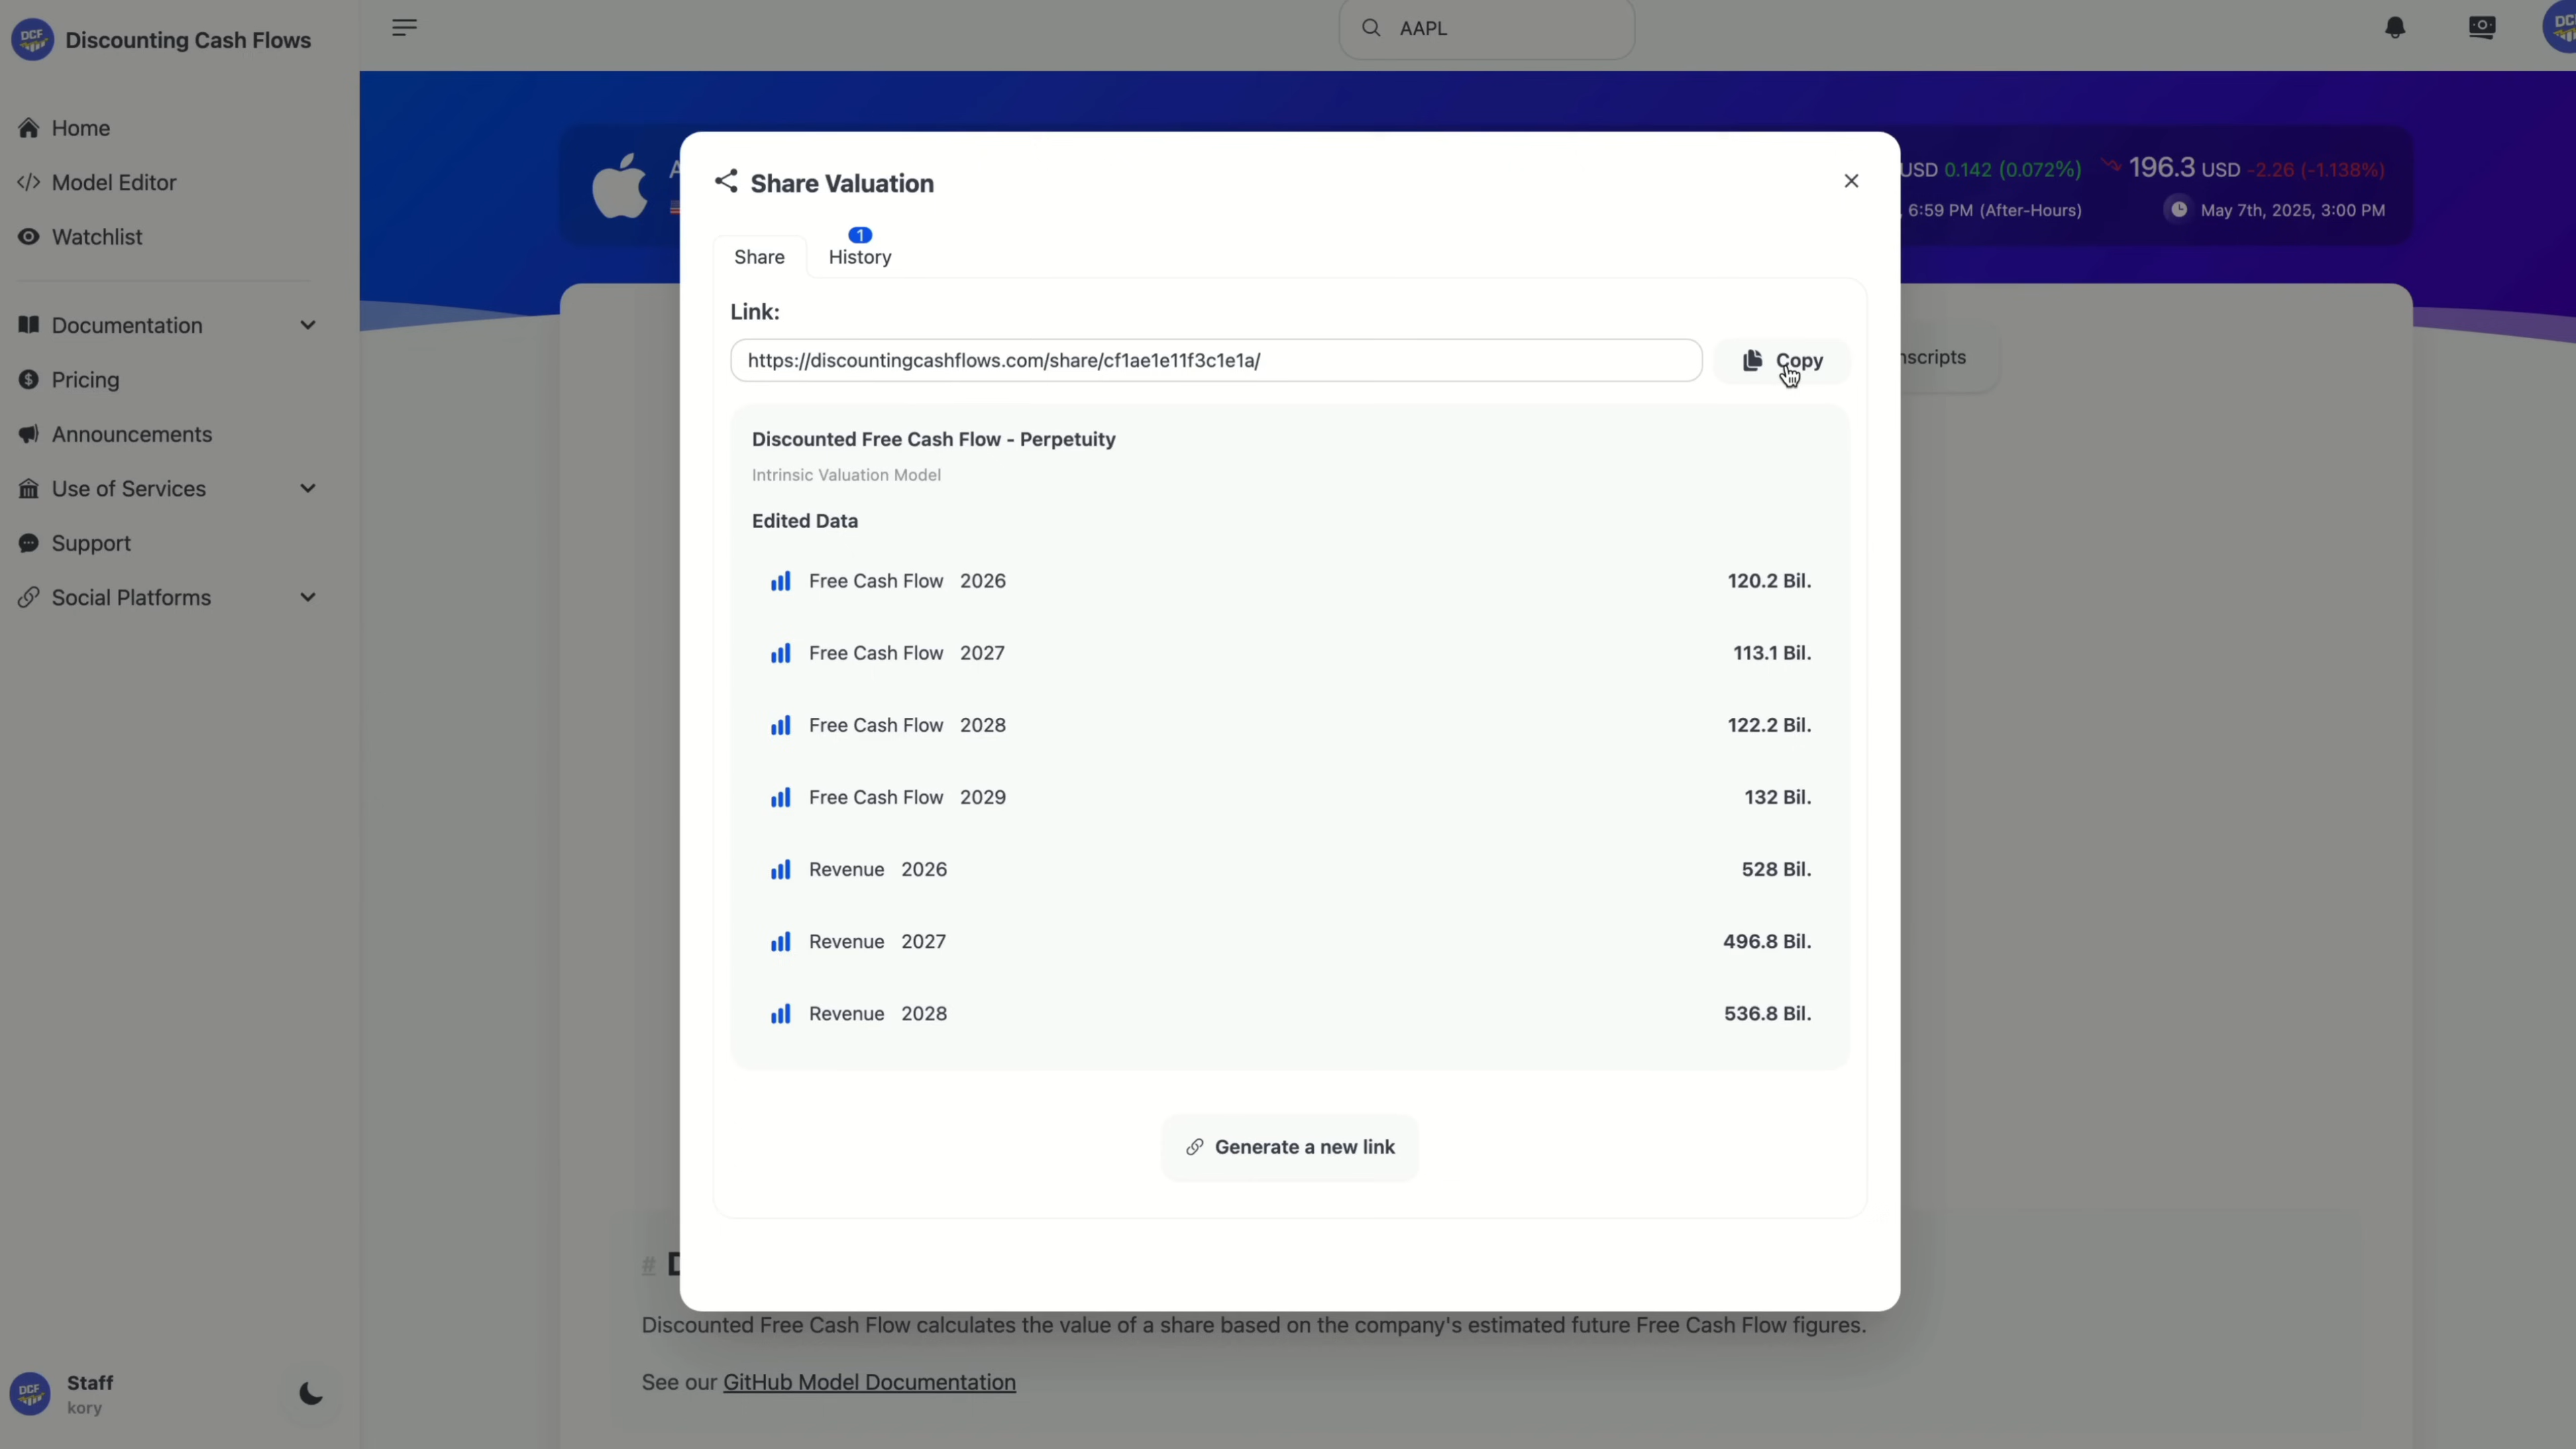 Discounting Cash Flows
AAPL
Home
Model Editor
Watchlist
Documentation
Pricing
Announcements
Use of Services
Support
Social Platforms
Staff
kory
USD 0.142 (0.072%)
196.3 USD -2.26 (-1.138%)
6:59 PM (After-Hours)
May 7th, 2025, 3:00 PM
Share Valuation
Share
History
1
Link:
https://discountingcashflows.com/share/cf1ae1e11f3c1e1a/
Copy
Discounted Free Cash Flow - Perpetuity
Intrinsic Valuation Model
Edited Data
Free Cash Flow 2026 120.2 Bil.
Free Cash Flow 2027 113.1 Bil.
Free Cash Flow 2028 122.2 Bil.
Free Cash Flow 2029 132 Bil.
Revenue 2026 528 Bil.
Revenue 2027 496.8 Bil.
Revenue 2028 536.8 Bil.
Generate a new link
Discounted Free Cash Flow calculates the value of a share based on the company's estimated future Free Cash Flow figures.
See our GitHub Model Documentation